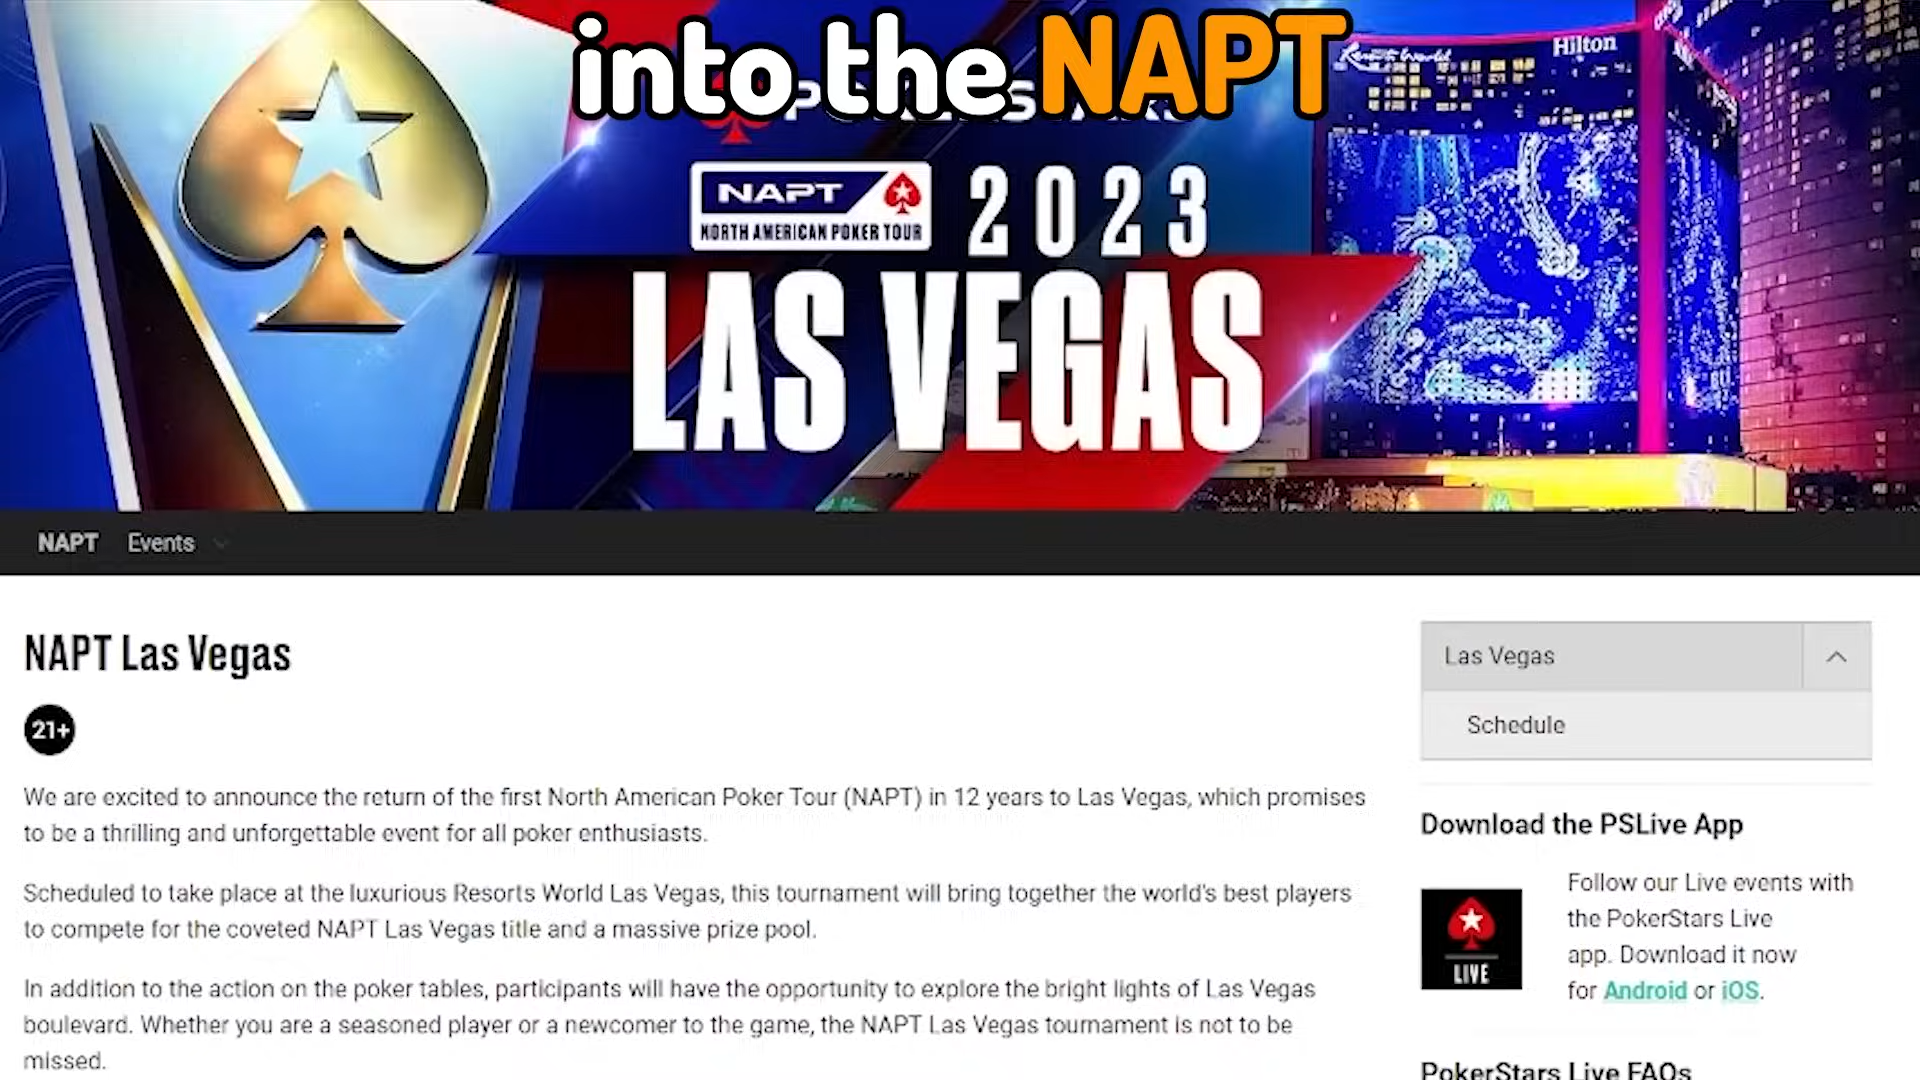 into the NAPT
Resorts World
Hilton
NAPT
NORTH AMERICAN POKER TOUR
2023
LAS VEGAS
NAPT Events
NAPT Las Vegas
21+
We are excited to announce the return of the first North American Poker Tour (NAPT) in 12 years to Las Vegas, which promises
to be a thrilling and unforgettable event for all poker enthusiasts.
Scheduled to take place at the luxurious Resorts World Las Vegas, this tournament will bring together the world's best players
to compete for the coveted NAPT Las Vegas title and a massive prize pool.
In addition to the action on the poker tables, participants will have the opportunity to explore the bright lights of Las Vegas
boulevard. Whether you are a seasoned player or a newcomer to the game, the NAPT Las Vegas tournament is not to be
missed.
Las Vegas
Schedule
Download the PSLive App
LIVE
Follow our Live events with
the PokerStars Live
app. Download it now
for Android or iOS.
PokerStars Live FAQs